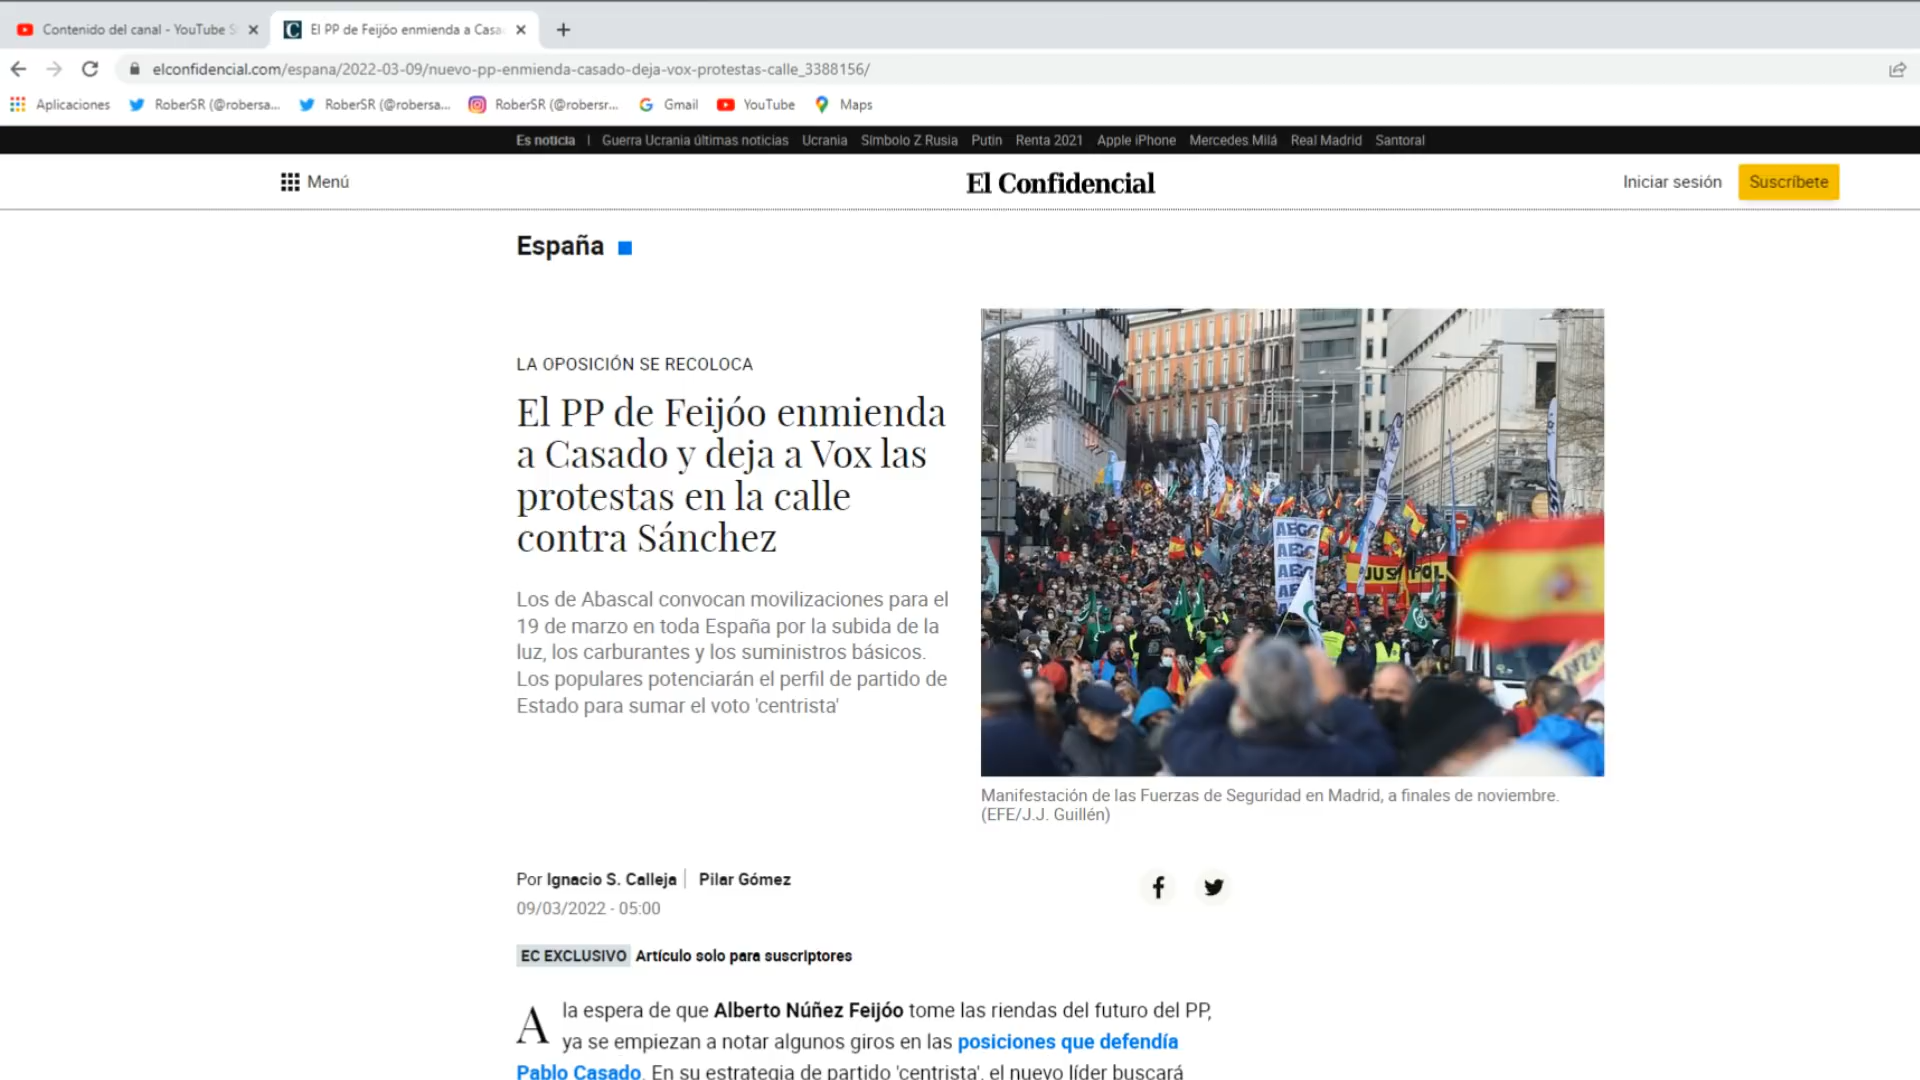 Contenido del canal - YouTube S
El PP de Feijóo enmienda a Casa
elconfidencial.com/espana/2022-03-09/nuevo-pp-enmienda-casado-deja-vox-protestas-calle_3388156/
Aplicaciones RoberSR (@robersa... RoberSR (@robersa... RoberSR (@robersr... Gmail YouTube Maps
Es noticia | Guerra Ucrania últimas noticias Ucrania Símbolo Z Rusia Putin Renta 2021 Apple iPhone Mercedes Milá Real Madrid Santoral
Menú
El Confidencial
Iniciar sesión
Suscríbete
España
LA OPOSICIÓN SE RECOLOCA
El PP de Feijóo enmienda
a Casado y deja a Vox las
protestas en la calle
contra Sánchez
Los de Abascal convocan movilizaciones para el
19 de marzo en toda España por la subida de la
luz, los carburantes y los suministros básicos.
Los populares potenciarán el perfil de partido de
Estado para sumar el voto 'centrista'
Manifestación de las Fuerzas de Seguridad en Madrid, a finales de noviembre.
(EFE/J.J. Guillén)
Por Ignacio S. Calleja | Pilar Gómez
09/03/2022 - 05:00
EC EXCLUSIVO Artículo solo para suscriptores
A la espera de que Alberto Núñez Feijóo tome las riendas del futuro del PP,
ya se empiezan a notar algunos giros en las posiciones que defendía
Pablo Casado. En su estrategia de partido 'centrista', el nuevo líder buscará